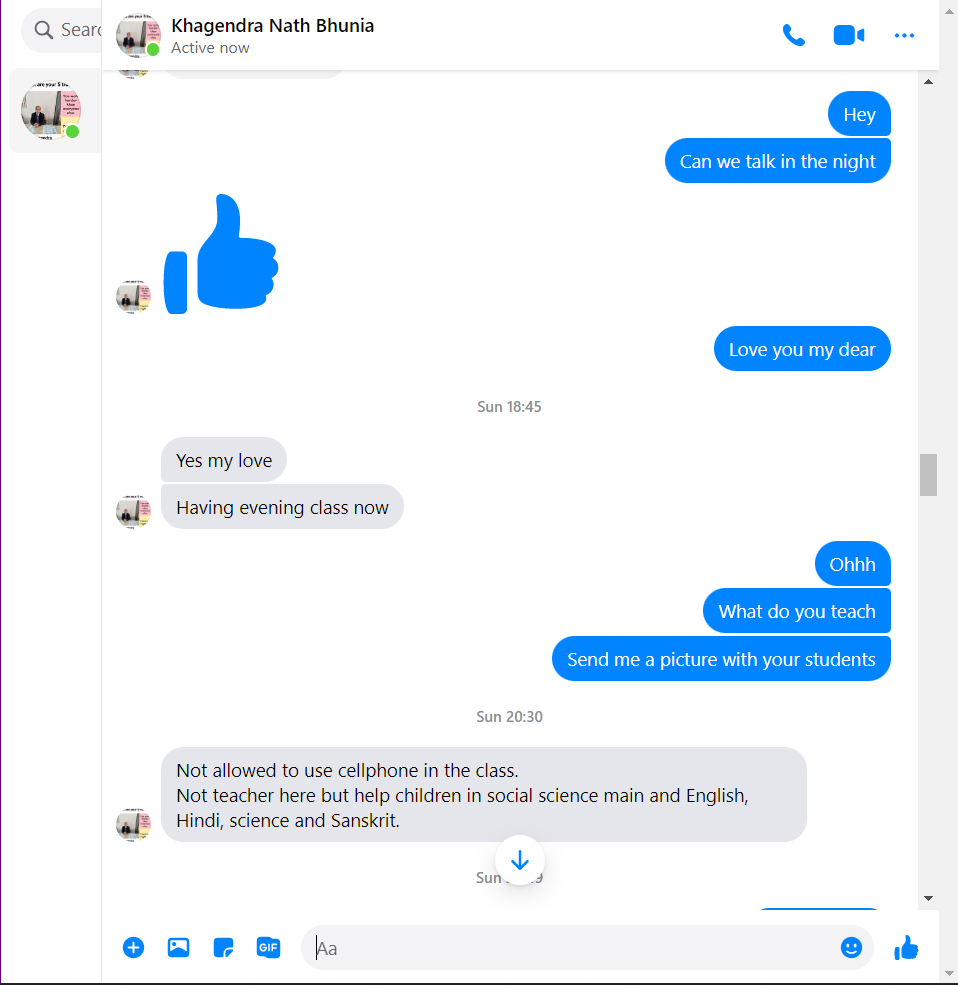 Khagendra Nath Bhunia
Active now
Hey
Can we talk in the night
Love you my dear
Sun 18:45
Yes my love
Having evening class now
Ohhh
What do you teach
Send me a picture with your students
Sun 20:30
Not allowed to use cellphone in the class.
Not teacher here but help children in social science main and English,
Hindi, science and Sanskrit.
Sun
GIF
Aa